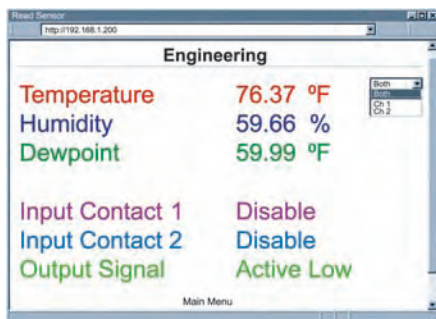 Read Sensor
http://192.168.1.200
Engineering
Temperature 76.37 ºF
Both
Both
Ch 1
Ch 2
Humidity 59.66 %
Dewpoint 59.99 ºF
Input Contact 1 Disable
Input Contact 2 Disable
Output Signal Active Low
Main Menu